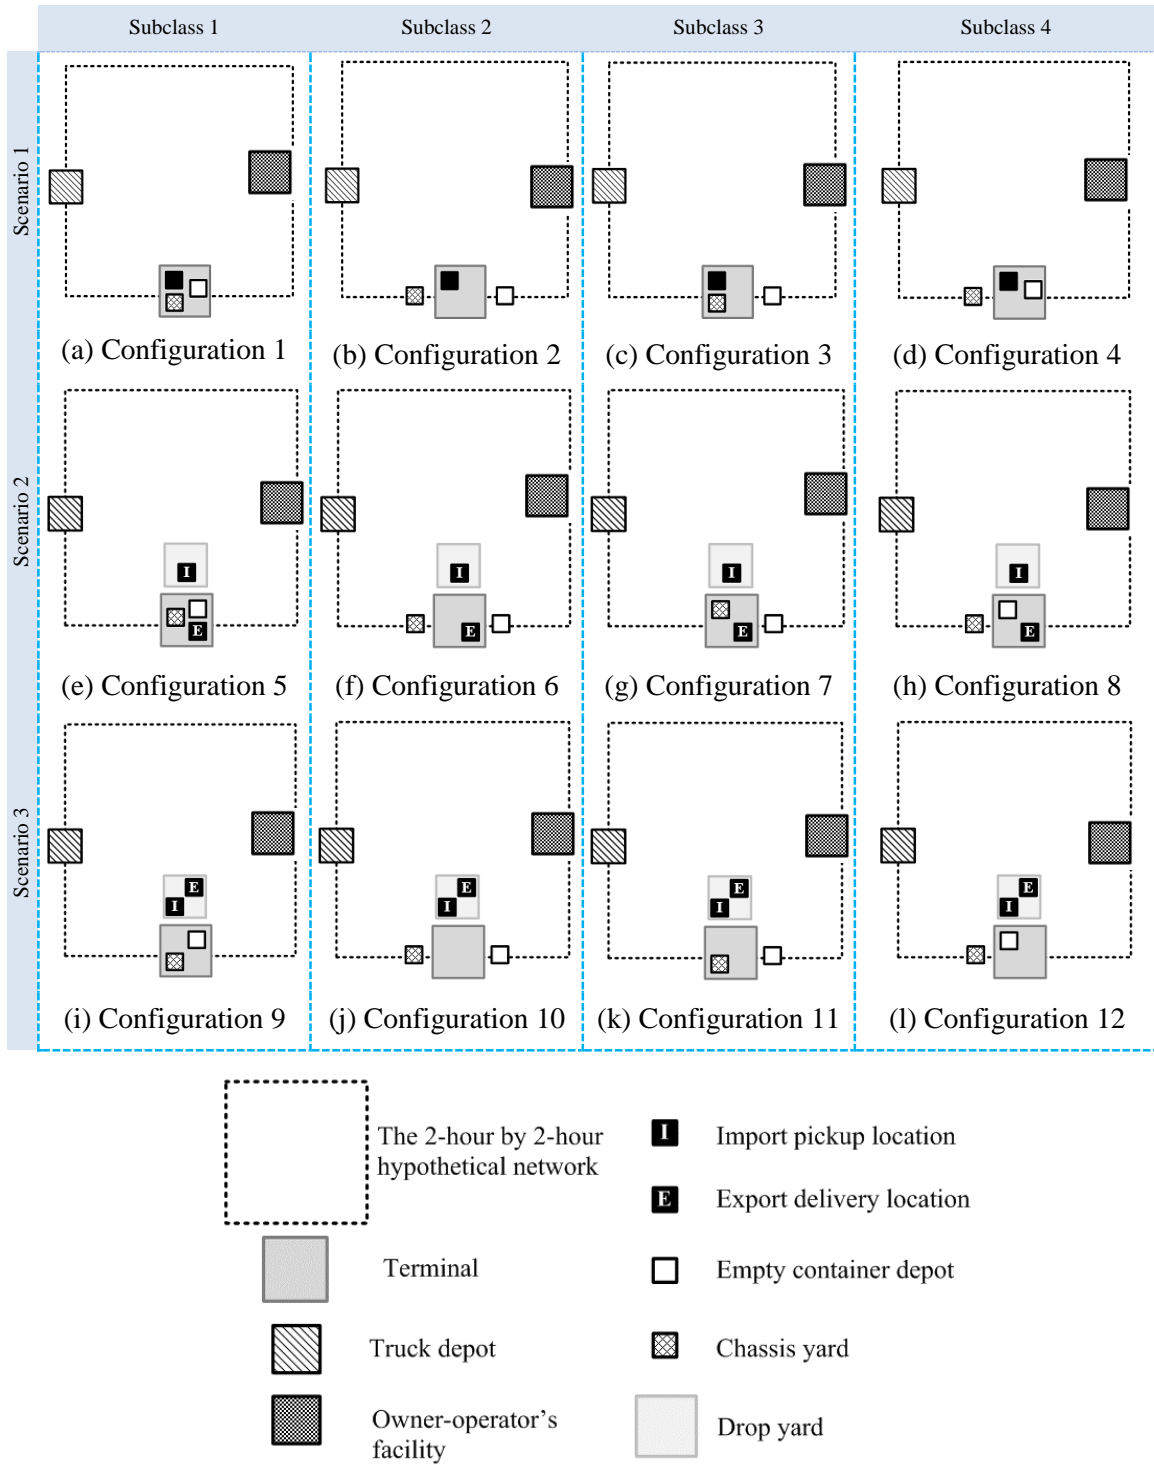 Subclass 1
Subclass 2
Subclass 3
Subclass 4
Scenario 1
(a) Configuration 1
(b) Configuration 2
(c) Configuration 3
(d) Configuration 4
Scenario 2
I
I
I
I
E
E
E
E
(e) Configuration 5
(f) Configuration 6
(g) Configuration 7
(h) Configuration 8
Scenario 3
E
I
E
I
E
I
E
I
(i) Configuration 9
(j) Configuration 10
(k) Configuration 11
(l) Configuration 12
The 2-hour by 2-hour
hypothetical network
Terminal
Truck depot
Owner-operator's
facility
I Import pickup location
E Export delivery location
Empty container depot
Chassis yard
Drop yard